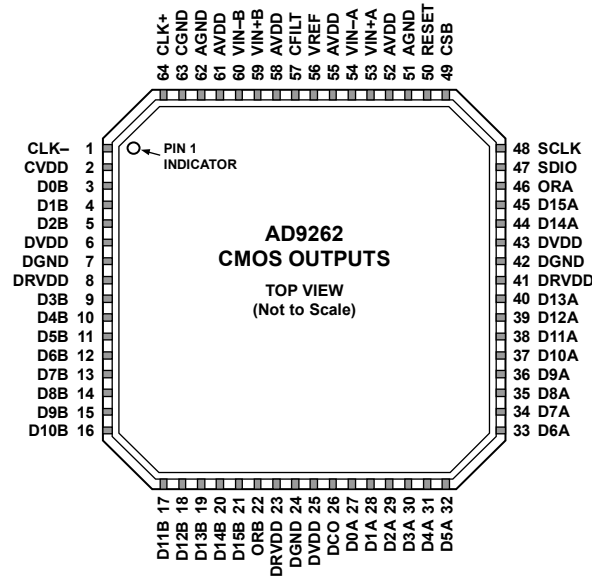 64 CLK+
63 CGND
62 AGND
61 AVDD
60 VIN–B
59 VIN+B
58 AVDD
57 CFILT
56 VREF
55 AVDD
54 VIN–A
53 VIN+A
52 AVDD
51 AGND
50 RESET
49 CSB
CLK– 1
CVDD 2
D0B 3
D1B 4
D2B 5
DVDD 6
DGND 7
DRVDD 8
D3B 9
D4B 10
D5B 11
D6B 12
D7B 13
D8B 14
D9B 15
D10B 16
PIN 1
INDICATOR
AD9262
CMOS OUTPUTS
TOP VIEW
(Not to Scale)
48 SCLK
47 SDIO
46 ORA
45 D15A
44 D14A
43 DVDD
42 DGND
41 DRVDD
40 D13A
39 D12A
38 D11A
37 D10A
36 D9A
35 D8A
34 D7A
33 D6A
D11B 17
D12B 18
D13B 19
D14B 20
D15B 21
ORB 22
DRVDD 23
DGND 24
DVDD 25
DCO 26
D0A 27
D1A 28
D2A 29
D3A 30
D4A 31
D5A 32